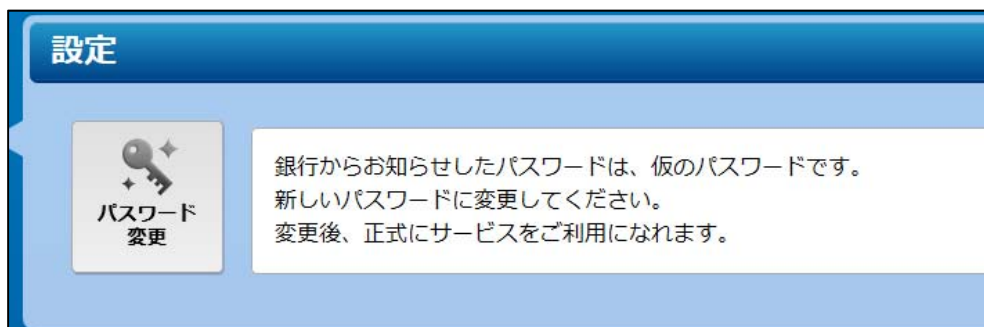 設定
パスワード
変更
銀行からお知らせしたパスワードは、仮のパスワードです。
新しいパスワードに変更してください。
変更後、正式にサービスをご利用になれます。